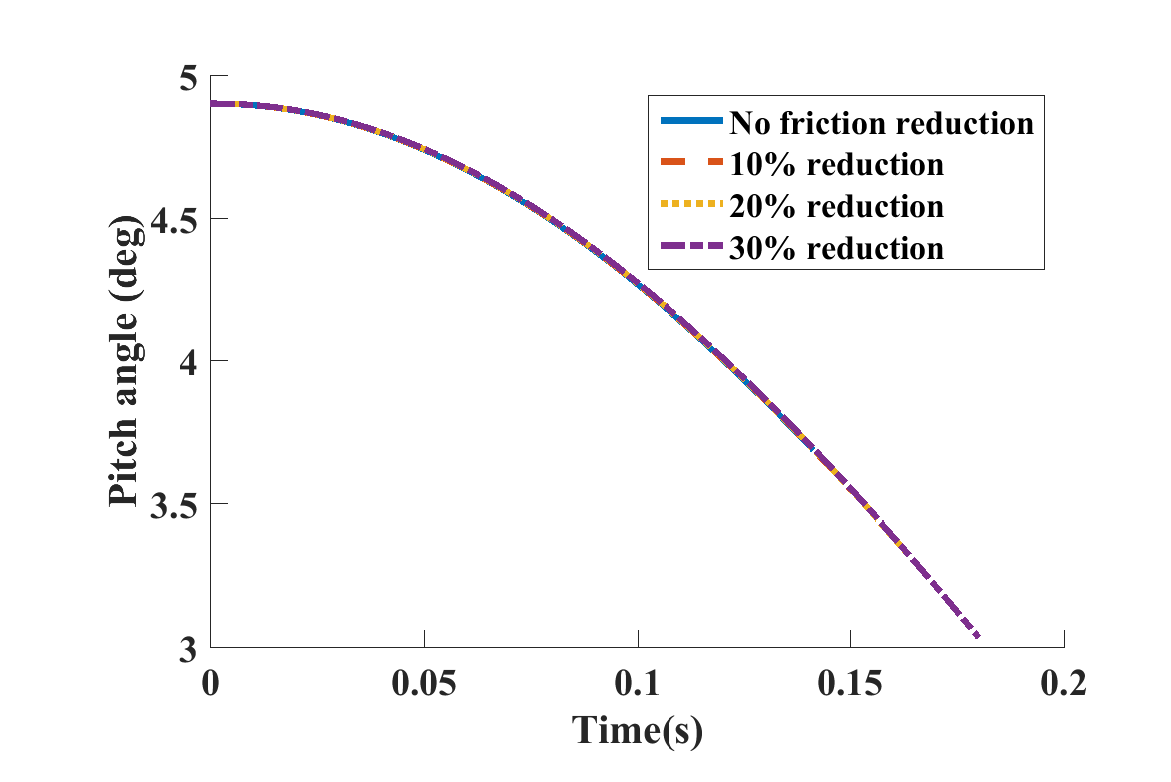 5
4.5
4
3.5
3
Pitch angle (deg)
No friction reduction
10% reduction
20% reduction
30% reduction
0
0.05
0.1
0.15
0.2
Time(s)